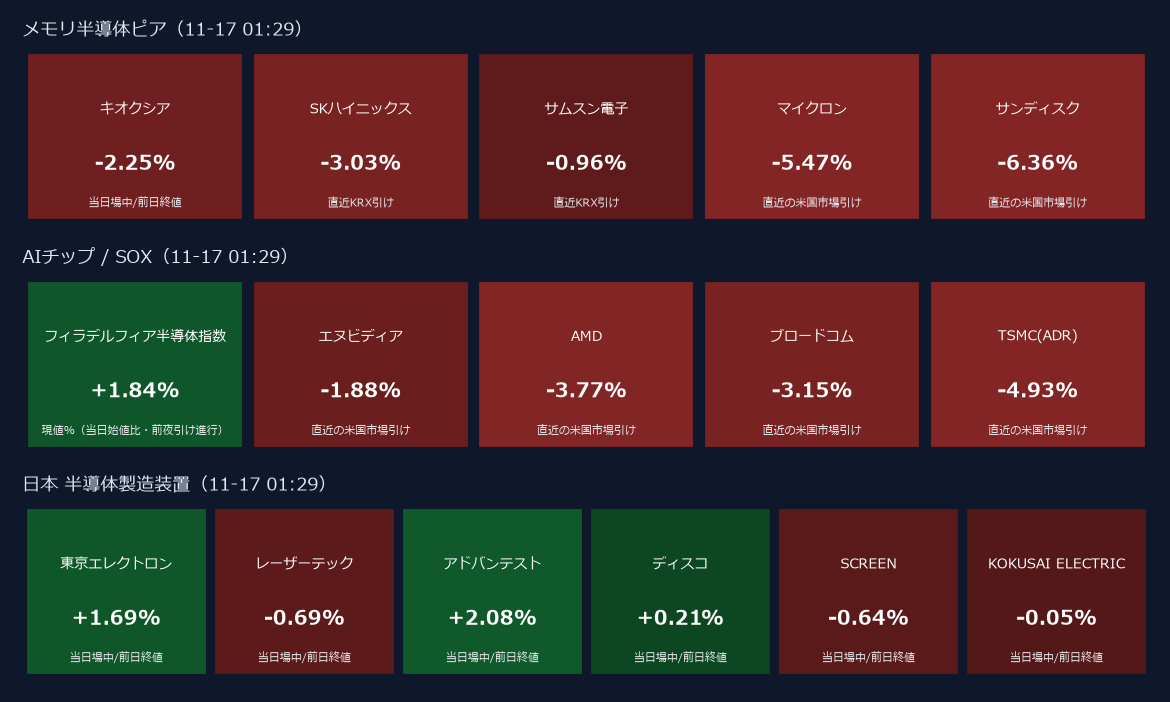 メモリ半導体ピア（11-17 01:29）
キオクシア
-2.25%
当日場中/前日終値
SKハイニックス
-3.03%
直近KRX引け
サムスン電子
-0.96%
直近KRX引け
マイクロン
-5.47%
直近の米国市場引け
サンディスク
-6.36%
直近の米国市場引け
AIチップ / SOX（11-17 01:29）
フィラデルフィア半導体指数
+1.84%
現値%（当日始値比・前夜引け進行）
エヌビディア
-1.88%
直近の米国市場引け
AMD
-3.77%
直近の米国市場引け
ブロードコム
-3.15%
直近の米国市場引け
TSMC(ADR)
-4.93%
直近の米国市場引け
日本 半導体製造装置（11-17 01:29）
東京エレクトロン
+1.69%
当日場中/前日終値
レーザーテック
-0.69%
当日場中/前日終値
アドバンテスト
+2.08%
当日場中/前日終値
ディスコ
+0.21%
当日場中/前日終値
SCREEN
-0.64%
当日場中/前日終値
KOKUSAI ELECTRIC
-0.05%
当日場中/前日終値